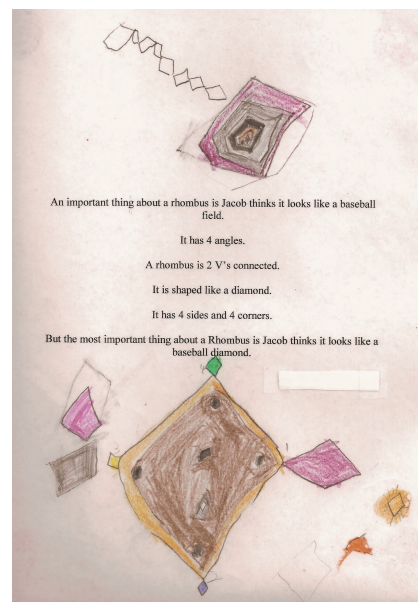 An important thing about a rhombus is Jacob thinks it looks like a baseball
field.
It has 4 angles.
A rhombus is 2 V's connected.
It is shaped like a diamond.
It has 4 sides and 4 corners.
But the most important thing about a Rhombus is Jacob thinks it looks like a
baseball diamond.